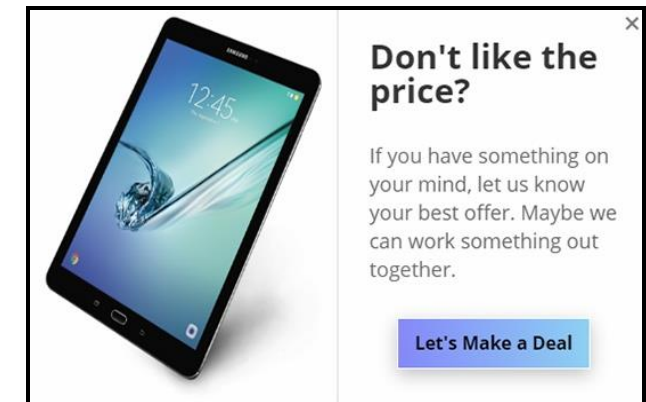 SAMSUNG
12:45
Don't like the
price?
If you have something on
your mind, let us know
your best offer. Maybe we
can work something out
together.
Let's Make a Deal